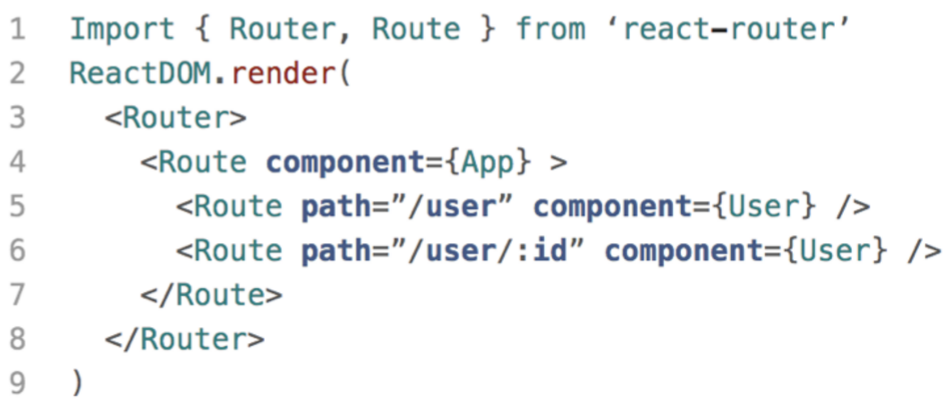 1 Import { Router, Route } from ‘react-router’
2 ReactDOM.render(
3   <Router>
4     <Route component={App} >
5       <Route path=”/user” component={User} />
6       <Route path=”/user/:id” component={User} />
7     </Route>
8   </Router>
9 )